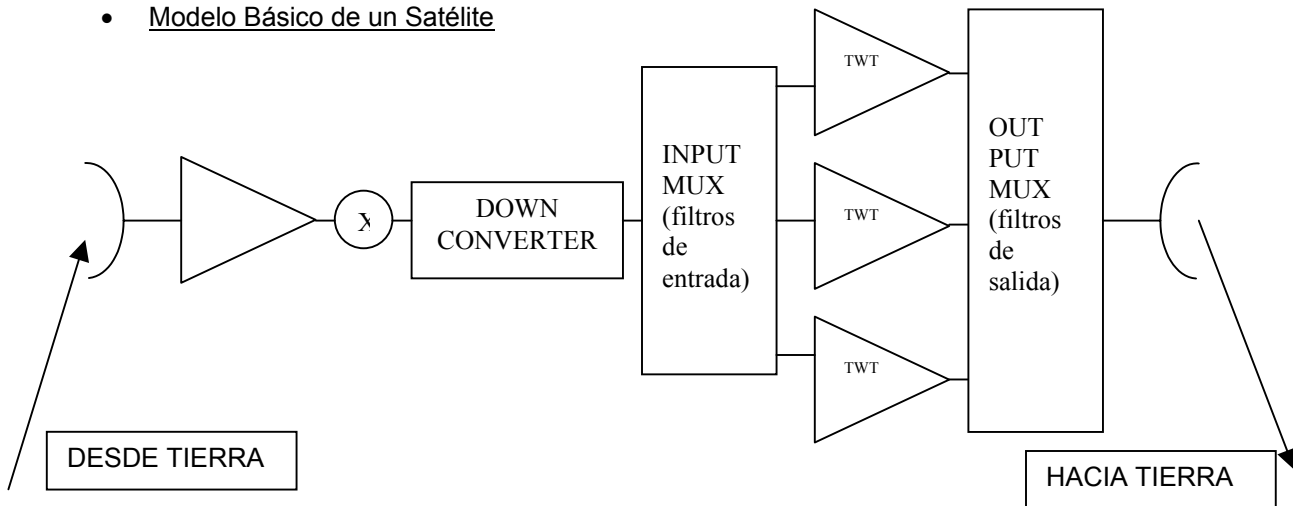 • Modelo Básico de un Satélite
DESDE TIERRA
X
DOWN
CONVERTER
INPUT
MUX
(filtros
de
entrada)
TWT
TWT
TWT
OUT
PUT
MUX
(filtros
de
salida)
HACIA TIERRA